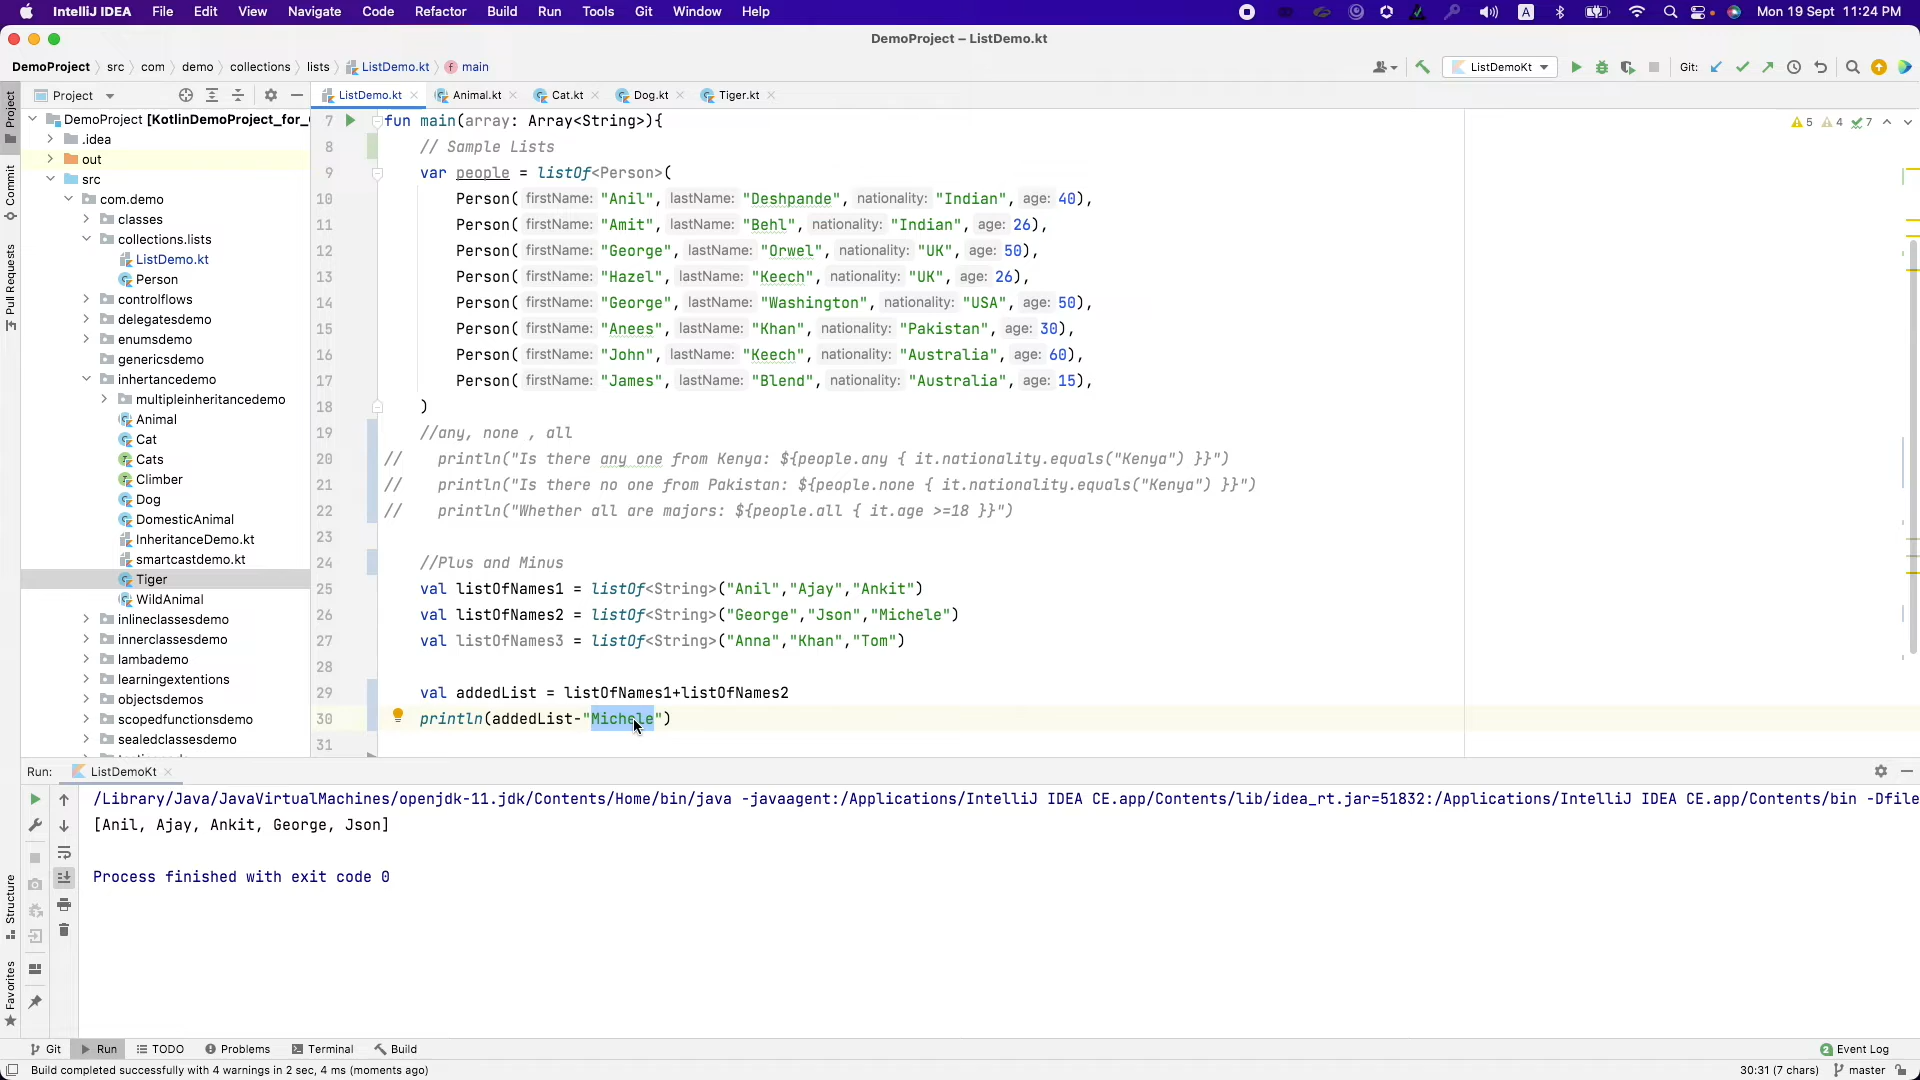 IntelliJ IDEA File Edit View Navigate Code Refactor Build Run Tools Git Window Help A Mon 19 Sept 11:24 PM
DemoProject – ListDemo.kt
DemoProject src com demo collections lists ListDemo.kt f main ListDemoKt Git:
Project ListDemo.kt Animal.kt Cat.kt Dog.kt Tiger.kt
Project
Commit
Pull Requests
Structure
Favorites
DemoProject [KotlinDemoProject_for_
.idea
out
src
com.demo
classes
collections.lists
ListDemo.kt
Person
controlflows
delegatesdemo
enumsdemo
genericsdemo
inhertancedemo
multipleinheritancedemo
Animal
Cat
Cats
Climber
Dog
DomesticAnimal
InheritanceDemo.kt
smartcastdemo.kt
Tiger
WildAnimal
inlineclassesdemo
innerclassesdemo
lambademo
learningextentions
objectsdemos
scopedfunctionsdemo
sealedclassesdemo
5 4 7
7 fun main(array: Array<String>){
8 // Sample Lists
9 var people = listOf<Person>(
10 Person( firstName: "Anil", lastName: "Deshpande", nationality: "Indian", age: 40),
11 Person( firstName: "Amit", lastName: "Behl", nationality: "Indian", age: 26),
12 Person( firstName: "George", lastName: "Orwel", nationality: "UK", age: 50),
13 Person( firstName: "Hazel", lastName: "Keech", nationality: "UK", age: 26),
14 Person( firstName: "George", lastName: "Washington", nationality: "USA", age: 50),
15 Person( firstName: "Anees", lastName: "Khan", nationality: "Pakistan", age: 30),
16 Person( firstName: "John", lastName: "Keech", nationality: "Australia", age: 60),
17 Person( firstName: "James", lastName: "Blend", nationality: "Australia", age: 15),
18 )
19 //any, none , all
20 // println("Is there any one from Kenya: ${people.any { it.nationality.equals("Kenya") }}")
21 // println("Is there no one from Pakistan: ${people.none { it.nationality.equals("Kenya") }}")
22 // println("Whether all are majors: ${people.all { it.age >=18 }}")
23
24 //Plus and Minus
25 val listOfNames1 = listOf<String>("Anil","Ajay","Ankit")
26 val listOfNames2 = listOf<String>("George","Json","Michele")
27 val listOfNames3 = listOf<String>("Anna","Khan","Tom")
28
29 val addedList = listOfNames1+listOfNames2
30 println(addedList-"Michele")
31
Run: ListDemoKt
/Library/Java/JavaVirtualMachines/openjdk-11.jdk/Contents/Home/bin/java -javaagent:/Applications/IntelliJ IDEA CE.app/Contents/lib/idea_rt.jar=51832:/Applications/IntelliJ IDEA CE.app/Contents/bin -Dfile
[Anil, Ajay, Ankit, George, Json]
Process finished with exit code 0
Git Run TODO Problems Terminal Build 2 Event Log
Build completed successfully with 4 warnings in 2 sec, 4 ms (moments ago) 30:31 (7 chars) master